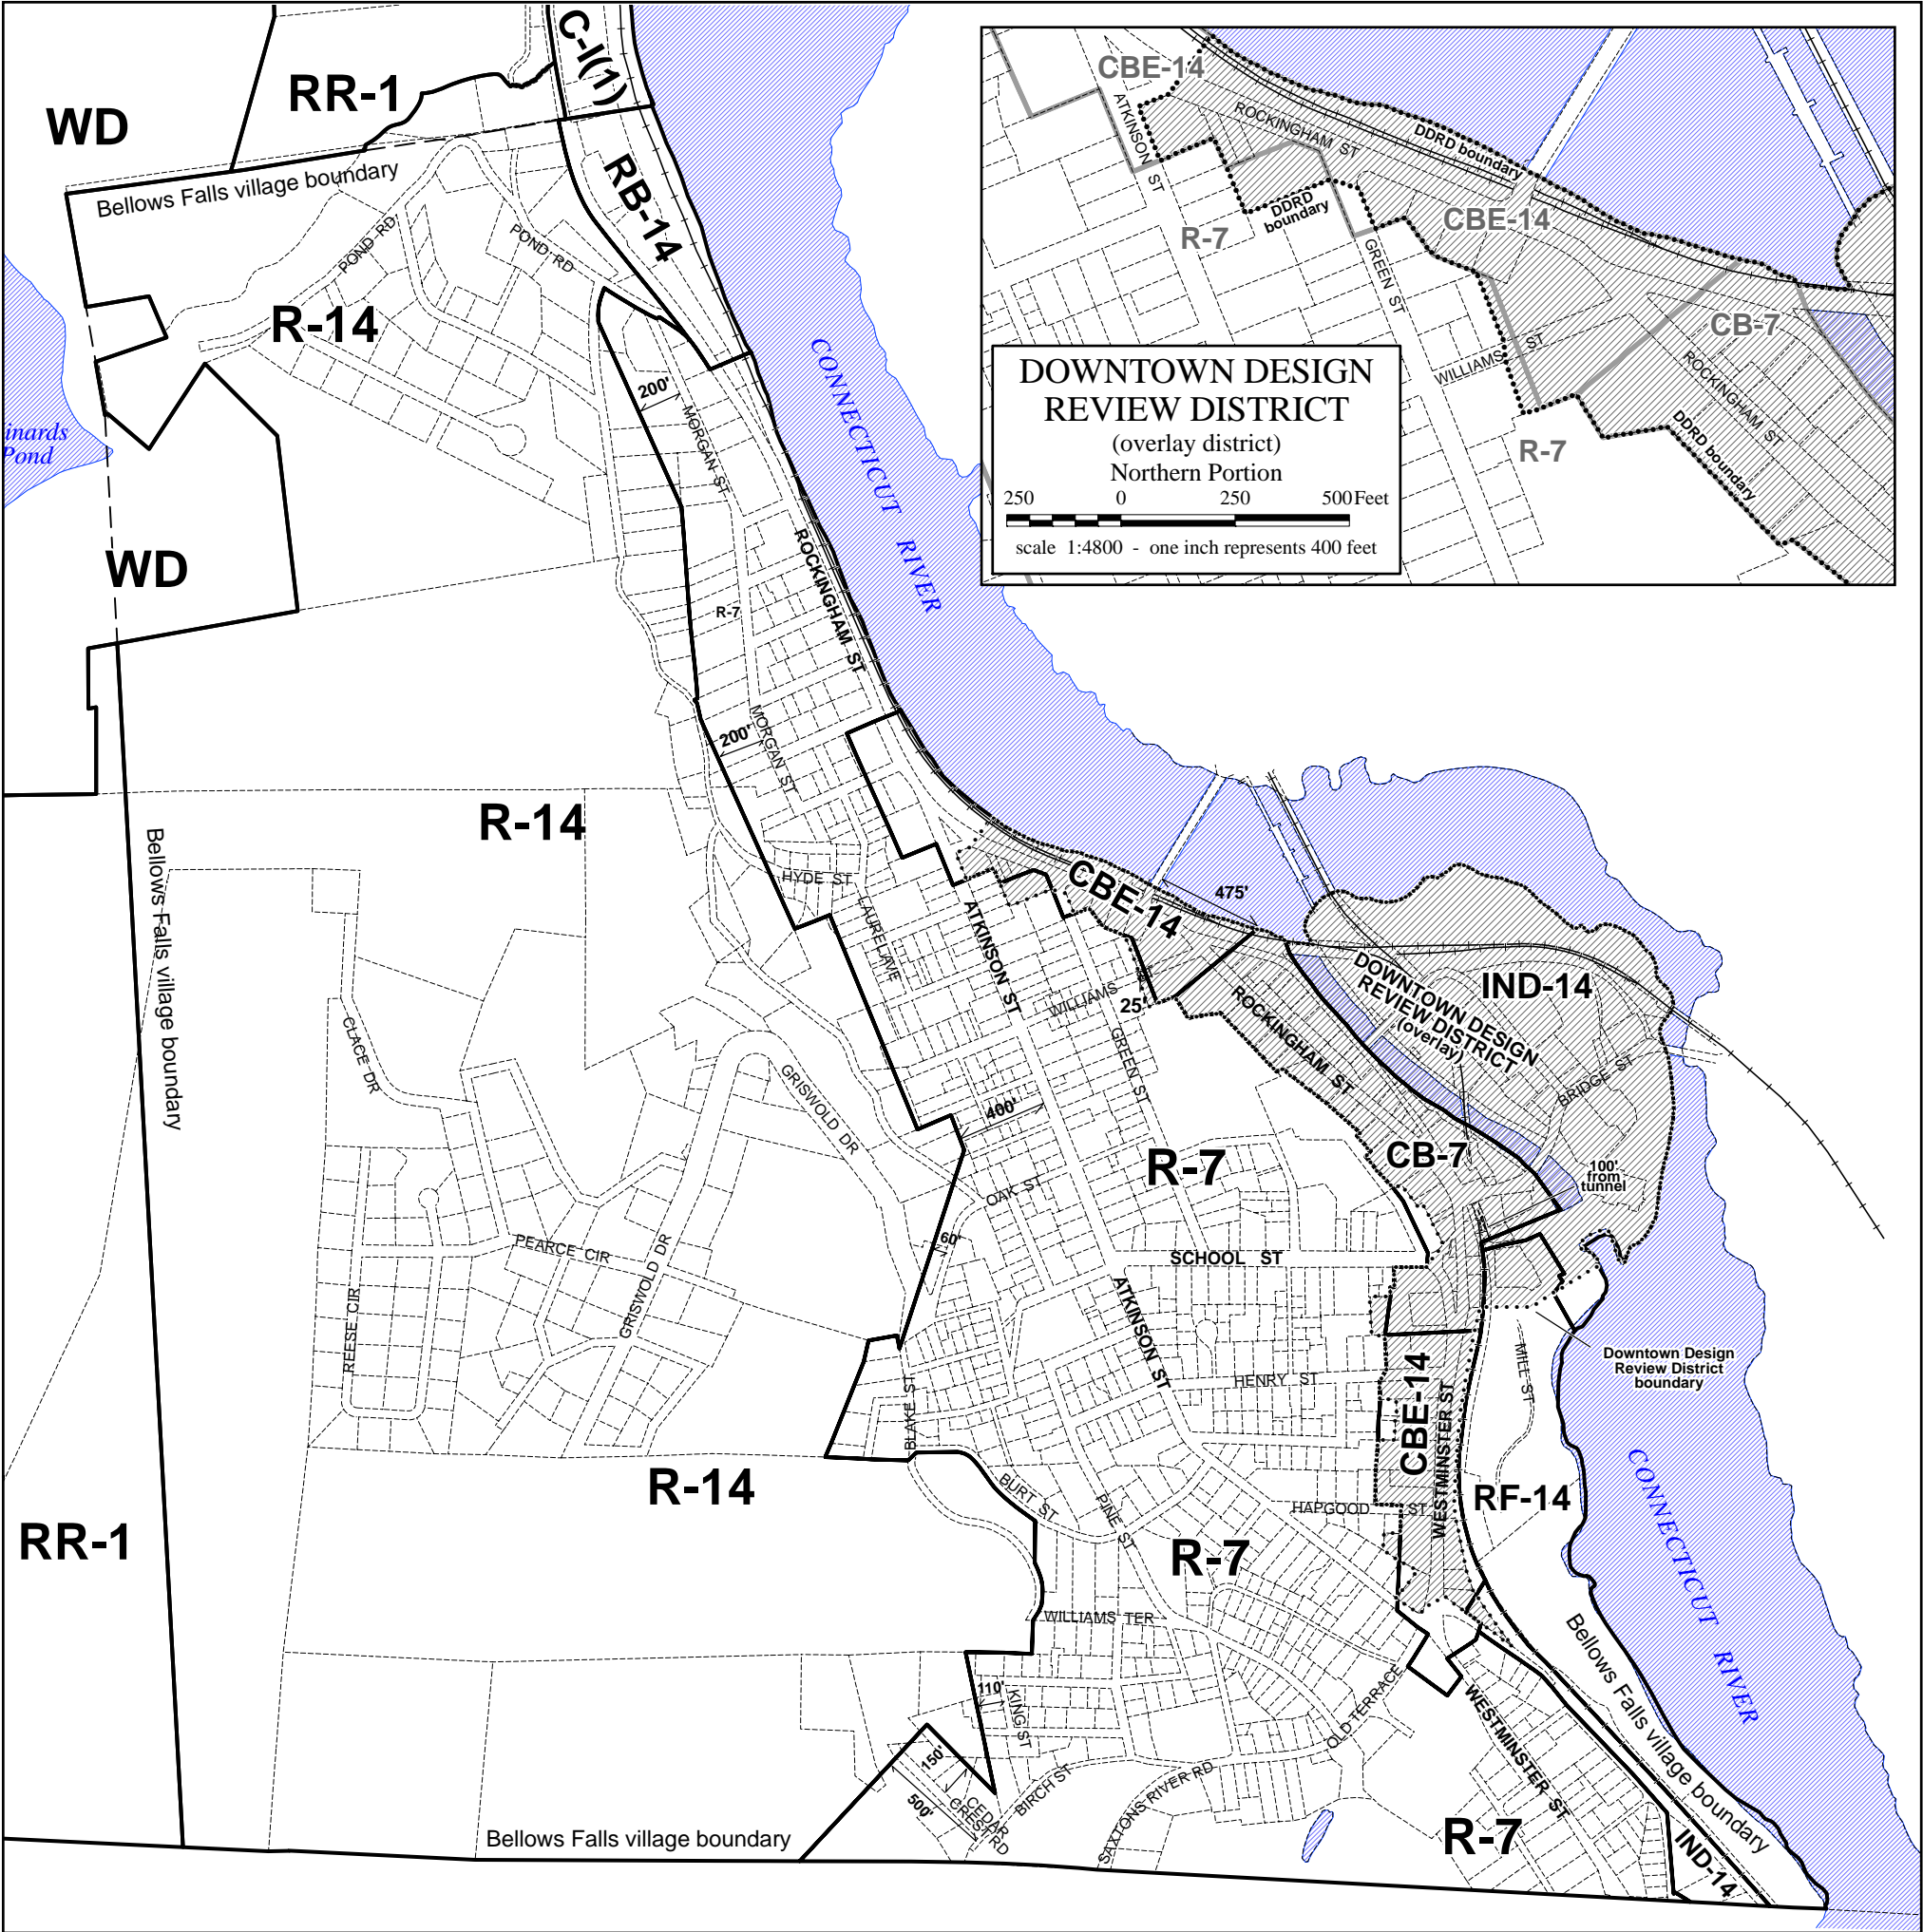 C-I(1)
RR-1
WD
Bellows Falls village boundary
RB-14
POND RD
POND RD
R-14
inards
Pond
WD
200'
MORGAN ST
R-7
ROCKINGHAM ST
CONNECTICUT RIVER
200'
MORGAN ST
R-14
Bellows Falls village boundary
HYDE ST
LAUREL AVE
ATKINSON ST
CBE-14
475'
WILLIAMS
25'
GREEN ST
ROCKINGHAM ST
DOWNTOWN DESIGN
REVIEW DISTRICT
(overlay)
IND-14
BRIDGE ST
CLACE DR
GRISWOLD DR
400'
OAK ST
R-7
CB-7
100'
from
tunnel
60'
PEARCE CIR
GRISWOLD DR
REESE CIR
SCHOOL ST
ATKINSON ST
HENRY ST
BLAKE ST
CBE-14
WESTMINSTER ST
MILL ST
Downtown Design
Review District
boundary
R-14
BURT ST
PINE ST
HAPGOOD ST
RF-14
CONNECTICUT RIVER
RR-1
R-7
WILLIAMS TER
Bellows Falls village boundary
110'
KING ST
OLD TERRACE
WESTMINSTER ST
150'
500'
CEDAR
CREST RD
BIRCH ST
SAXTONS RIVER RD
Bellows Falls village boundary
R-7
IND-14
CBE-14
ATKINSON ST
ROCKINGHAM ST
DDRD boundary
DDRD
boundary
CBE-14
R-7
GREEN ST
CB-7
WILLIAMS ST
ROCKINGHAM ST
R-7
DDRD boundary
DOWNTOWN DESIGN
REVIEW DISTRICT
(overlay district)
Northern Portion
250 0 250 500 Feet
scale 1:4800 - one inch represents 400 feet